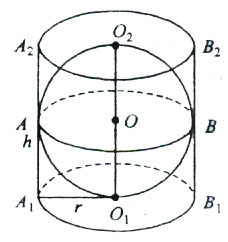 A₂ O₂ B₂
A O B
h
A₁ r O₁ B₁